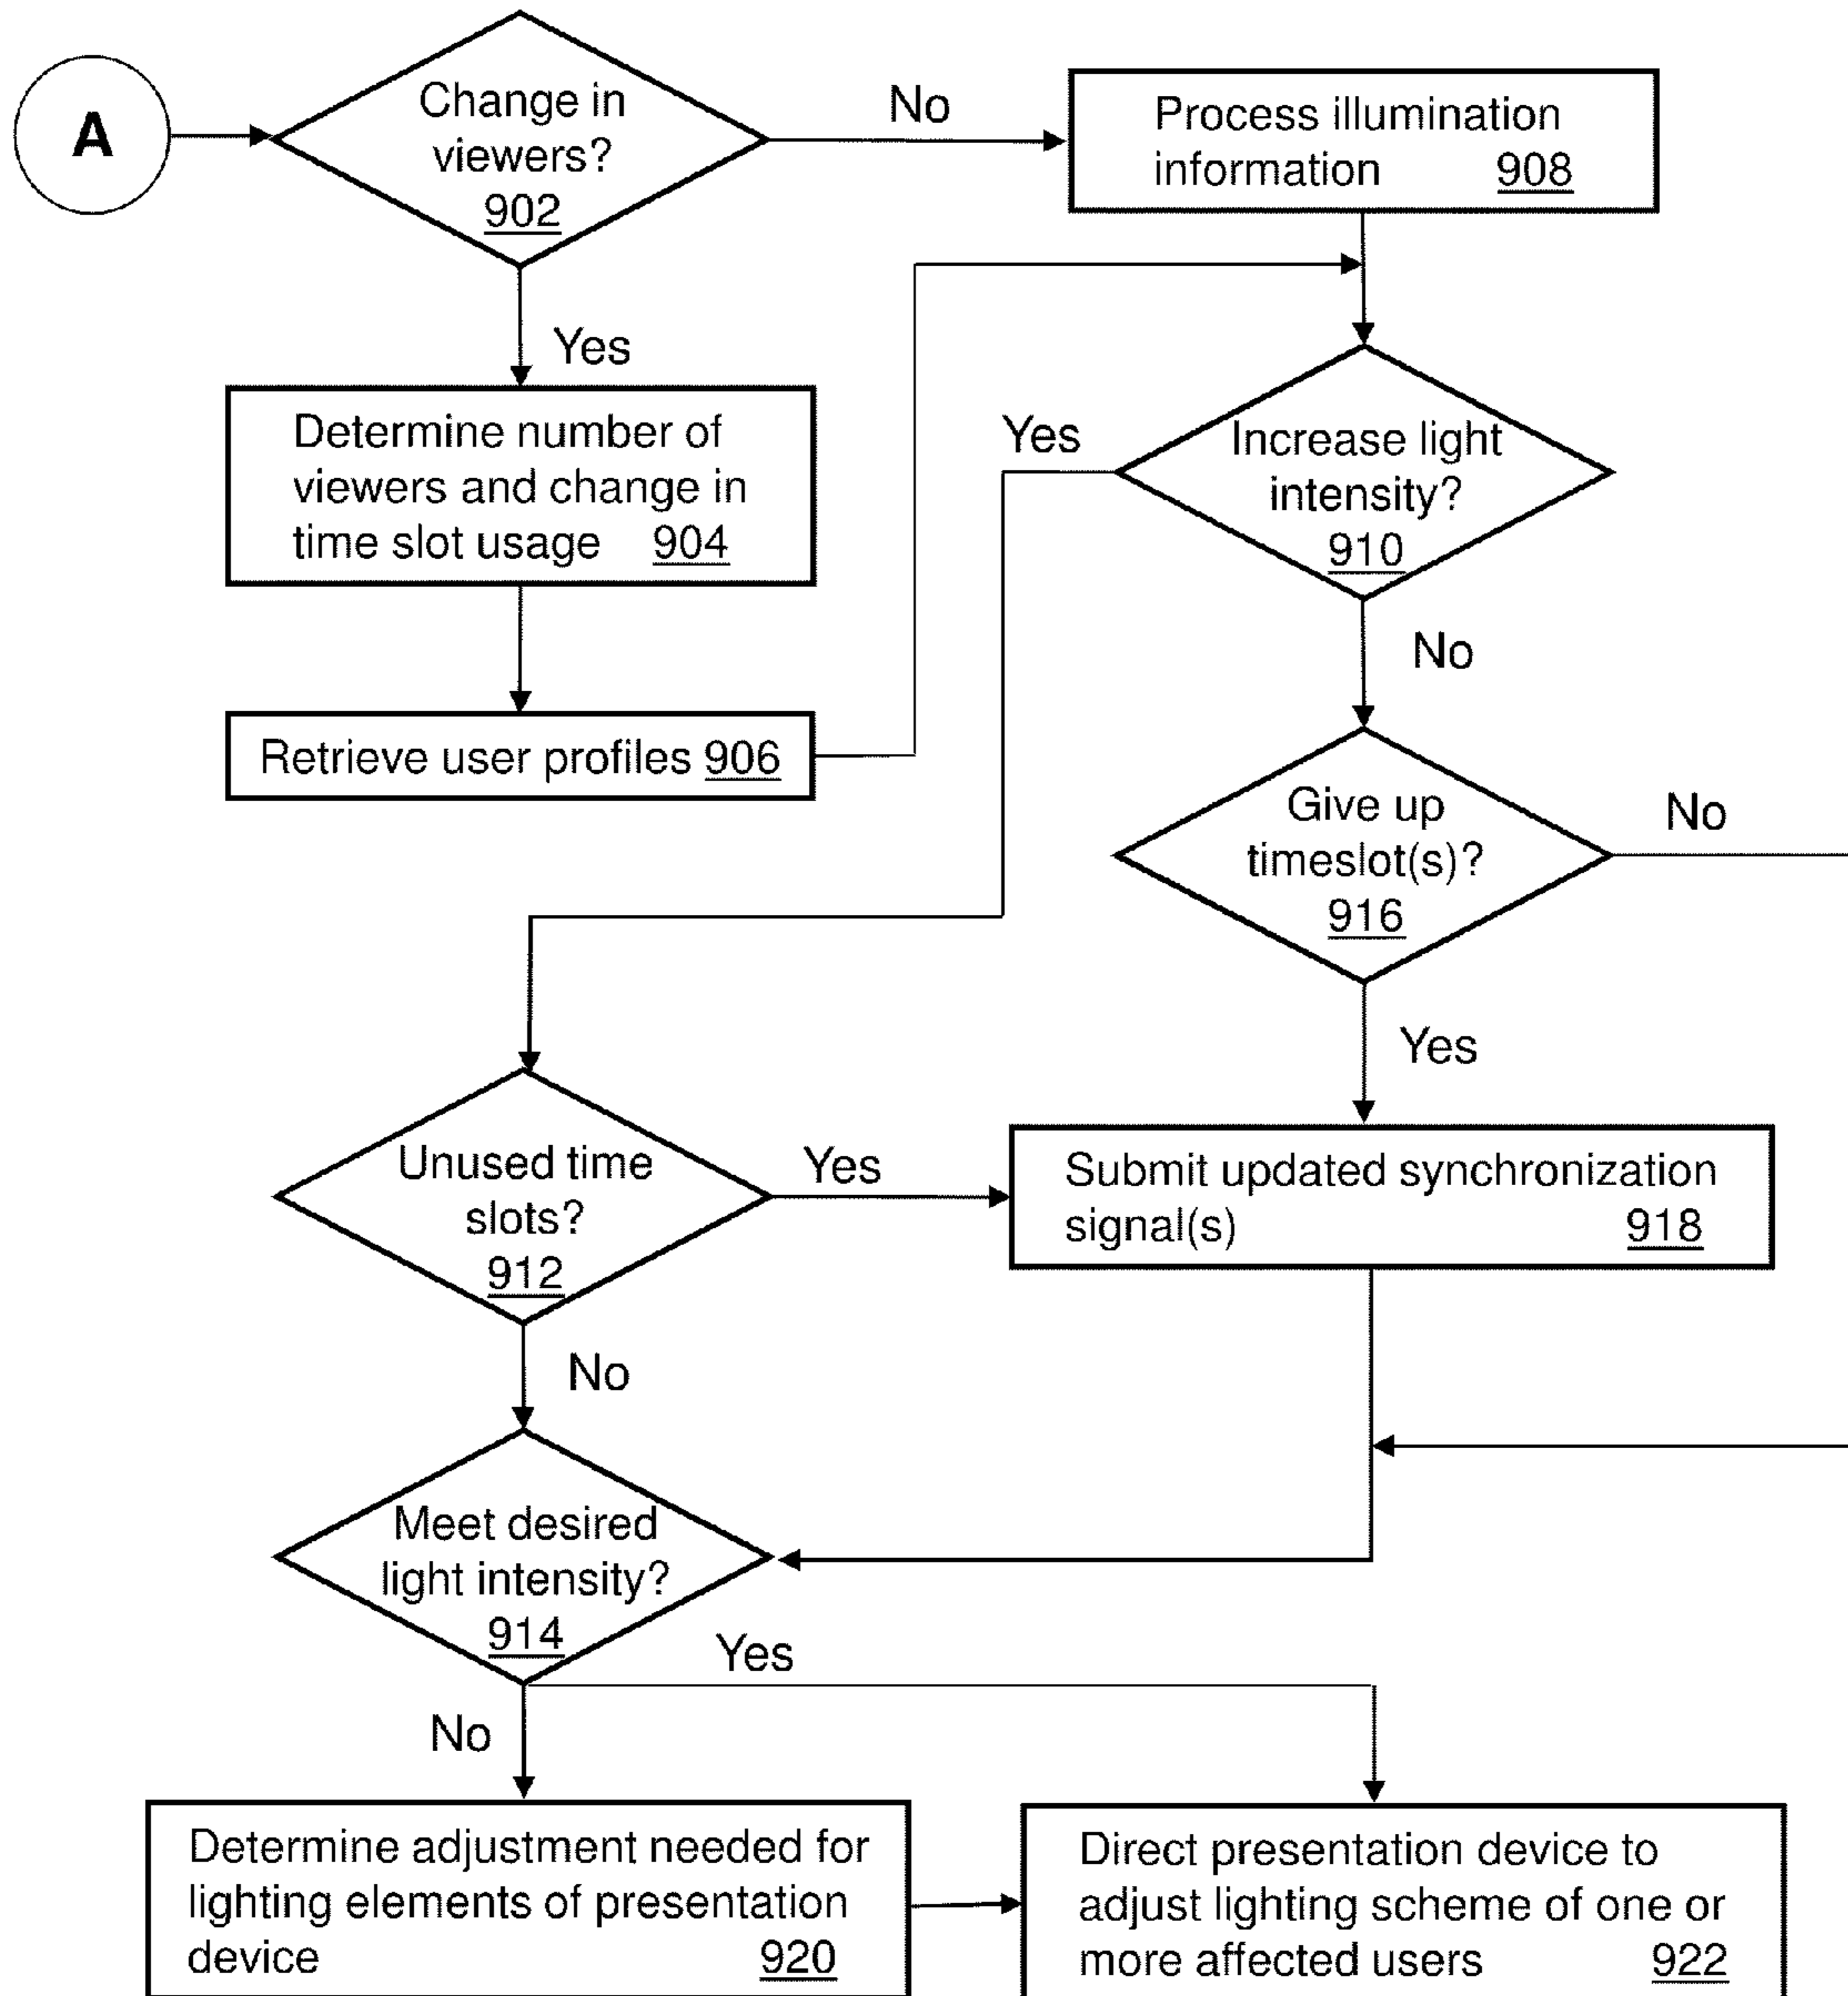 A
Change in
viewers?
902
No
Process illumination
information 908
Yes
Determine number of
viewers and change in
time slot usage 904
Retrieve user profiles 906
Yes
Increase light
intensity?
910
No
Give up
timeslot(s)?
916
No
Yes
Unused time
slots?
912
Yes
Submit updated synchronization
signal(s) 918
No
Meet desired
light intensity?
914
Yes
No
Determine adjustment needed for
lighting elements of presentation
device 920
Direct presentation device to
adjust lighting scheme of one or
more affected users 922